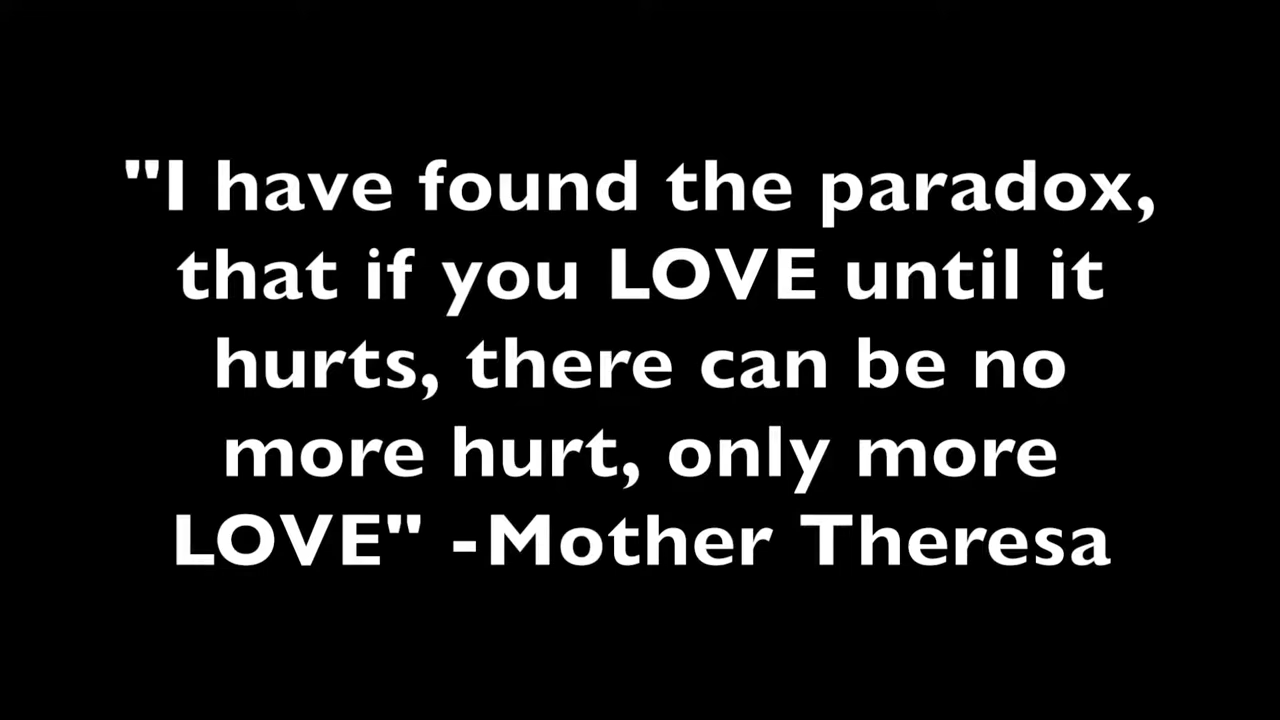 "I have found the paradox,
that if you LOVE until it
hurts, there can be no
more hurt, only more
LOVE" -Mother Theresa